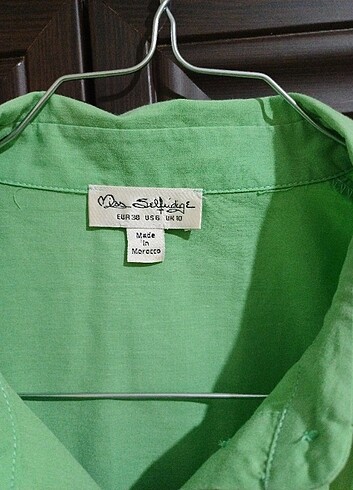 Miss Selfridge
EUR 38 US 6 UK 10
Made
in
Morocco